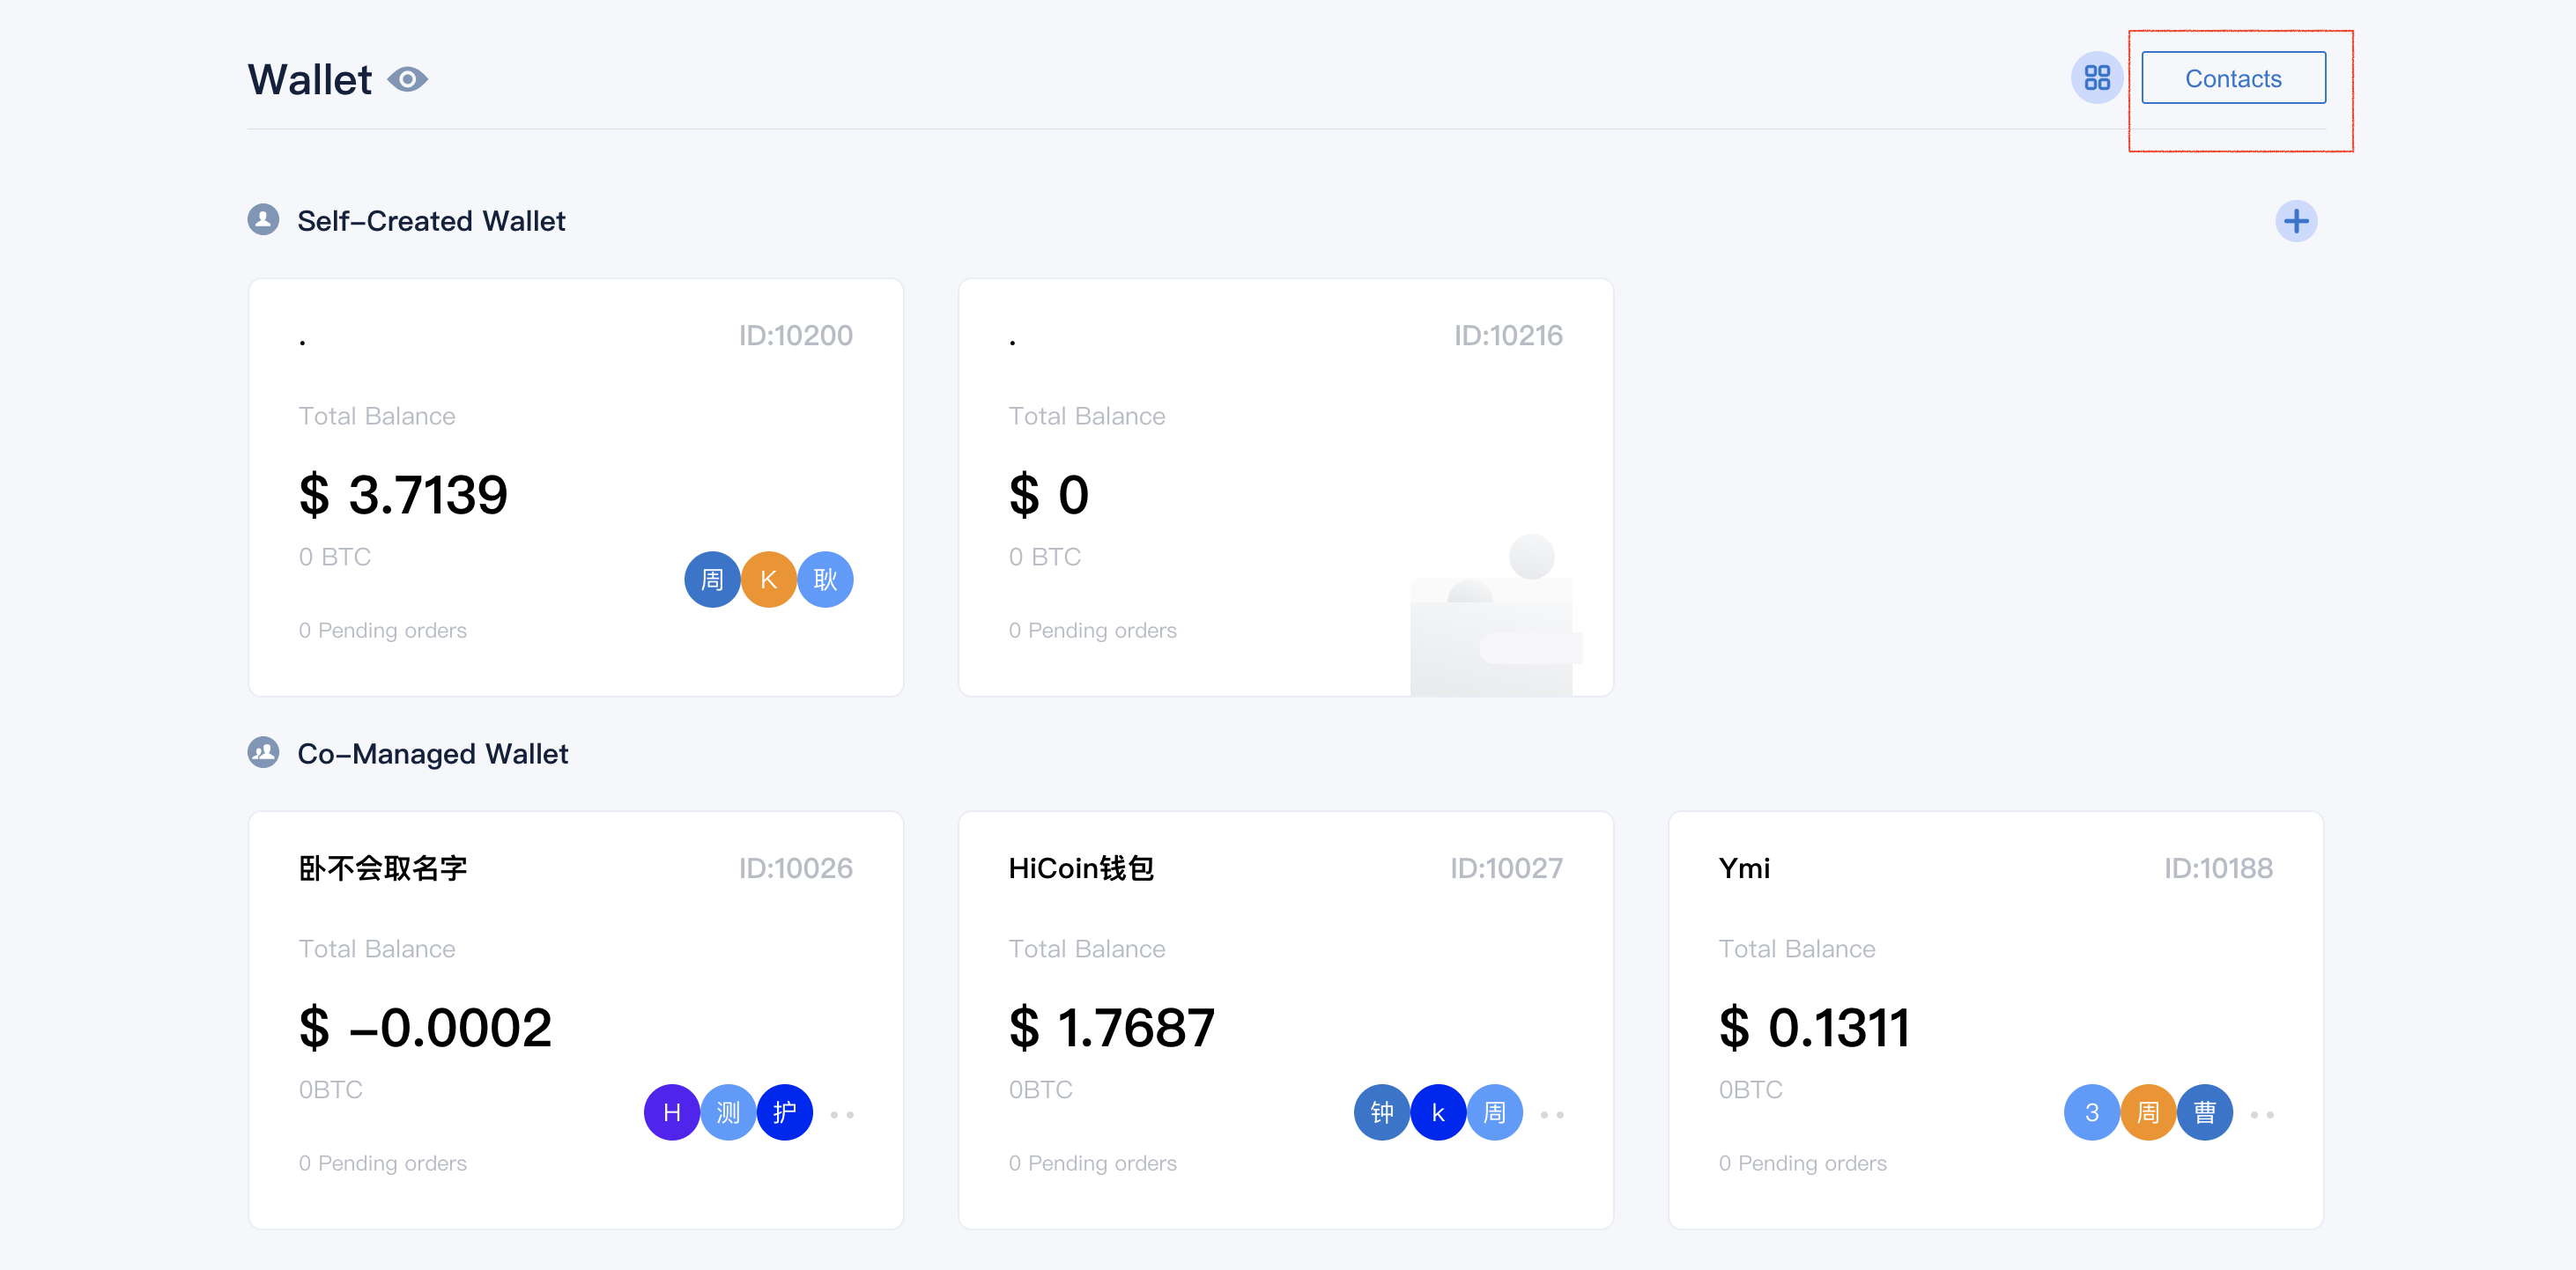 Wallet
Contacts
Self-Created Wallet
. ID:10200
Total Balance
$ 3.7139
0 BTC
周 K 耿
0 Pending orders
. ID:10216
Total Balance
$ 0
0 BTC
0 Pending orders
Co-Managed Wallet
卧不会取名字 ID:10026
Total Balance
$ -0.0002
0BTC
H 测 护
0 Pending orders
HiCoin钱包 ID:10027
Total Balance
$ 1.7687
0BTC
钟 k 周
0 Pending orders
Ymi ID:10188
Total Balance
$ 0.1311
0BTC
3 周 曹
0 Pending orders